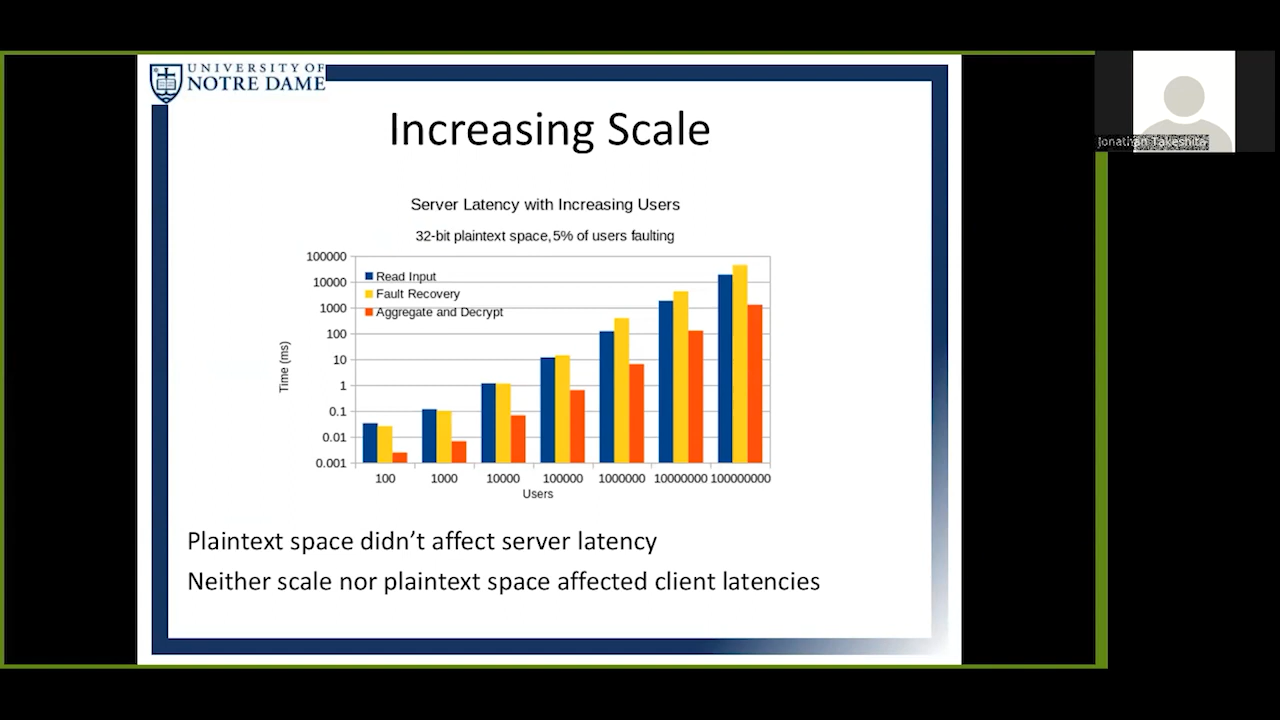 UNIVERSITY OF
NOTRE DAME
Jonathan Takeshita
Increasing Scale
Server Latency with Increasing Users
32-bit plaintext space,5% of users faulting
100000
10000
1000
100
10
1
0.1
0.01
0.001
Time (ms)
Read Input
Fault Recovery
Aggregate and Decrypt
100 1000 10000 100000 1000000 10000000 100000000
Users
Plaintext space didn’t affect server latency
Neither scale nor plaintext space affected client latencies